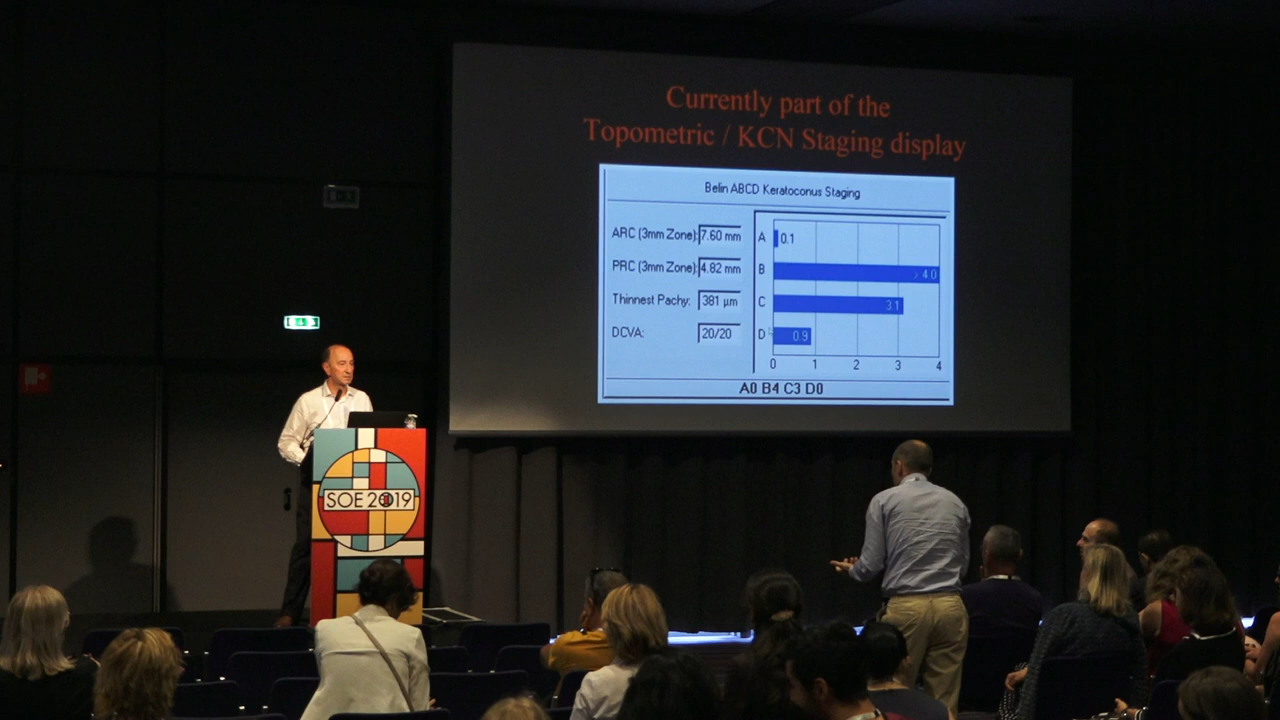 Currently part of the
Topometric / KCN Staging display
Belin ABCD Keratoconus Staging
ARC (3mm Zone): 7.60 mm
PRC (3mm Zone): 4.82 mm
Thinnest Pachy: 381 µm
DCVA: 20/20
A 0.1
B > 4.0
C 3.1
D 0.9
0 1 2 3 4
A0 B4 C3 D0
SOE 2019